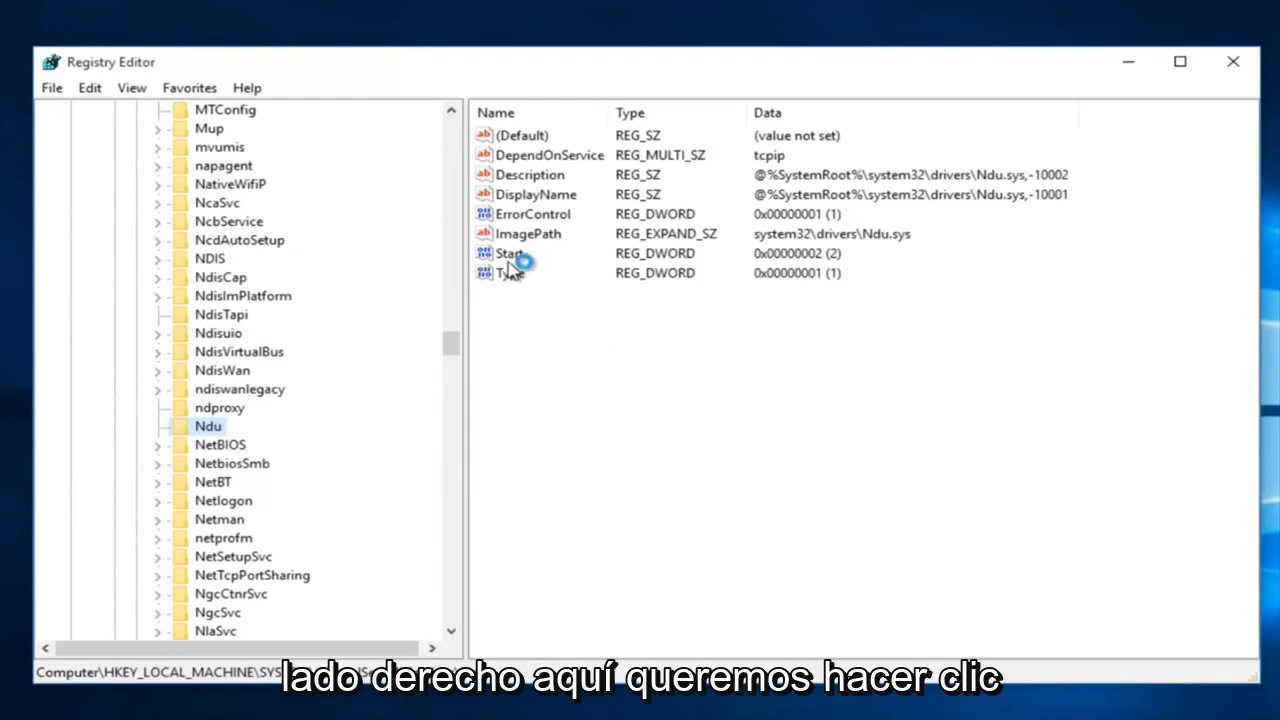 Registry Editor
File Edit View Favorites Help
MTConfig
Mup
mvumis
napagent
NativeWifiP
NcaSvc
NcbService
NcdAutoSetup
NDIS
NdisCap
NdisImPlatform
NdisTapi
Ndisuio
NdisVirtualBus
NdisWan
ndiswanlegacy
ndproxy
Ndu
NetBIOS
NetbiosSmb
NetBT
Netlogon
Netman
netprofm
NetSetupSvc
NetTcpPortSharing
NgcCtnrSvc
NgcSvc
NlaSvc
Name Type Data
(Default) REG_SZ (value not set)
DependOnService REG_MULTI_SZ tcpip
Description REG_SZ @%SystemRoot%\system32\drivers\Ndu.sys,-10002
DisplayName REG_SZ @%SystemRoot%\system32\drivers\Ndu.sys,-10001
ErrorControl REG_DWORD 0x00000001 (1)
ImagePath REG_EXPAND_SZ system32\drivers\Ndu.sys
Start REG_DWORD 0x00000002 (2)
Type REG_DWORD 0x00000001 (1)
Computer\HKEY_LOCAL_MACHINE\SYS
lado derecho aquí queremos hacer clic